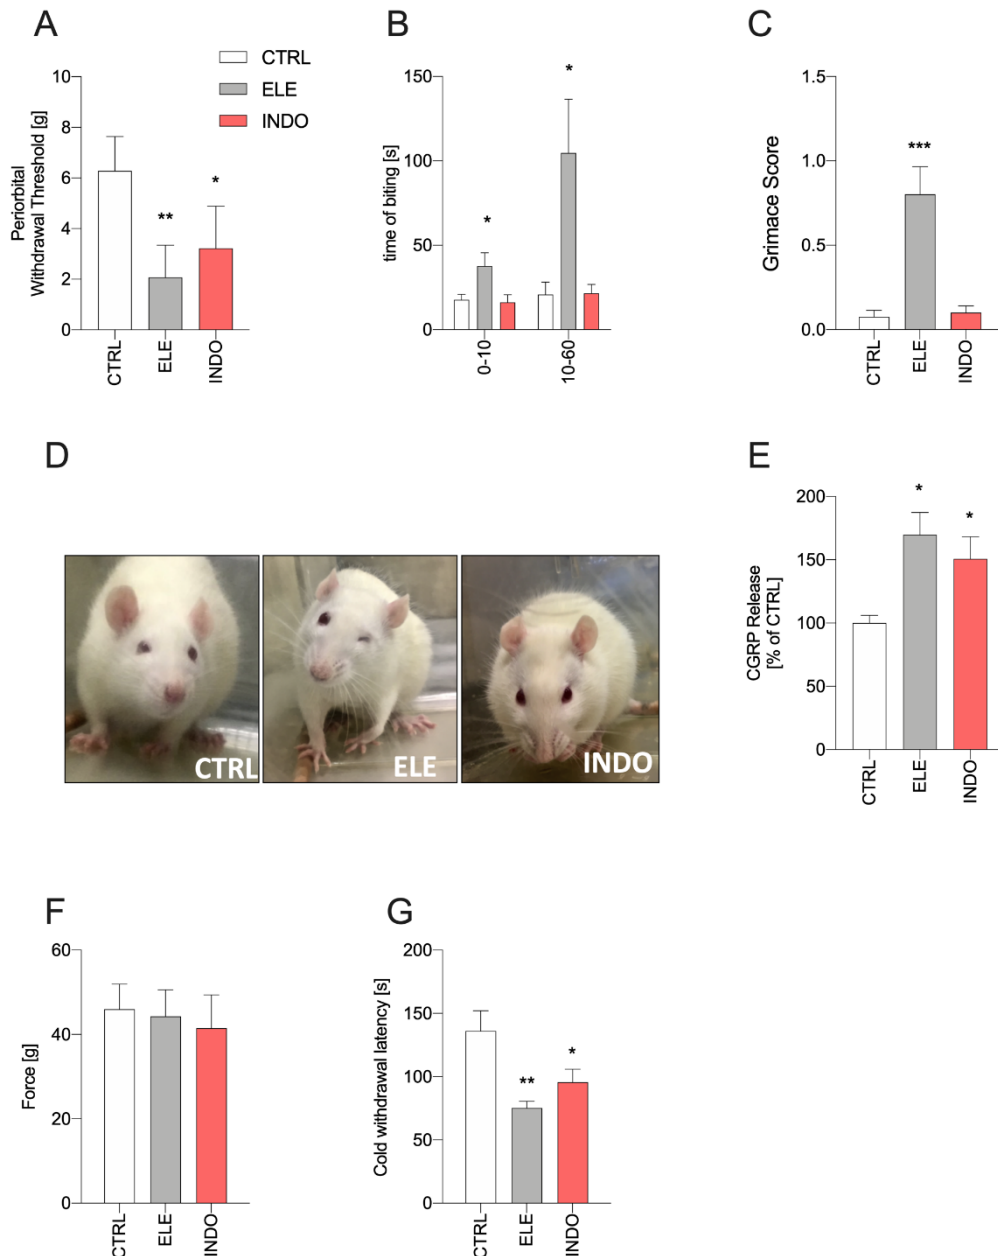 A
CTRL
ELE
INDO
10
8
6
4
2
0
Periorbital
Withdrawal Threshold [g]
**
*
CTRL
ELE
INDO
B
150
100
50
0
time of biting [s]
*
*
0-10
10-60
C
1.5
1.0
0.5
0.0
Grimace Score
***
CTRL
ELE
INDO
D
CTRL
ELE
INDO
E
200
150
100
50
0
CGRP Release
[% of CTRL]
*
*
CTRL
ELE
INDO
F
60
40
20
0
Force [g]
CTRL
ELE
INDO
G
200
150
100
50
0
Cold withdrawal latency [s]
**
*
CTRL
ELE
INDO